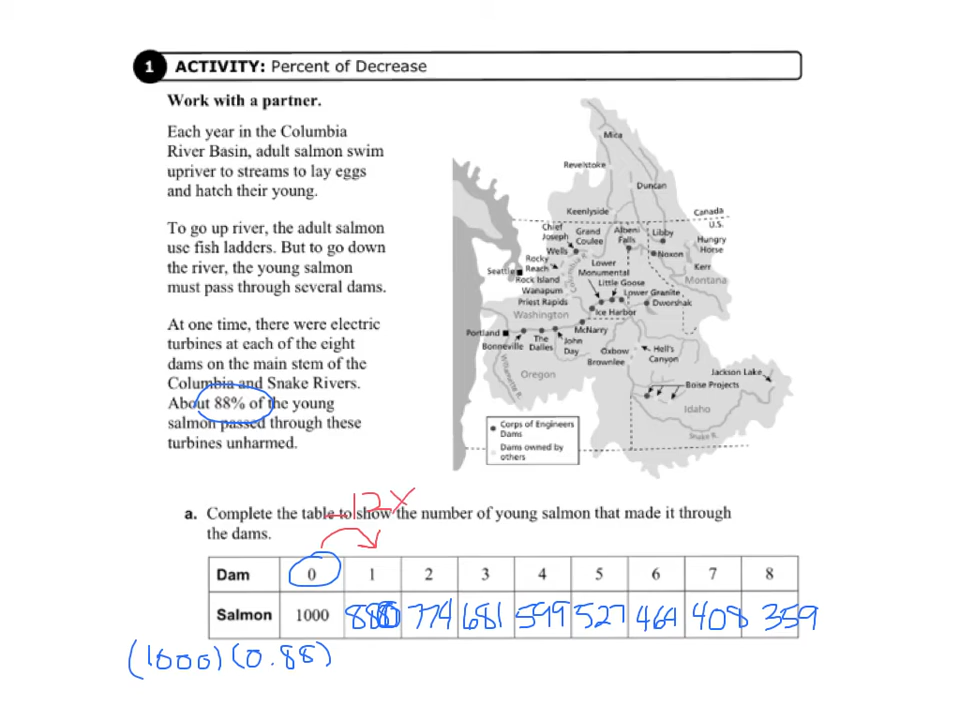 1 ACTIVITY: Percent of Decrease
Work with a partner.
Each year in the Columbia
River Basin, adult salmon swim
upriver to streams to lay eggs
and hatch their young.
To go up river, the adult salmon
use fish ladders. But to go down
the river, the young salmon
must pass through several dams.
At one time, there were electric
turbines at each of the eight
dams on the main stem of the
Columbia and Snake Rivers.
About 88% of the young
salmon passed through these
turbines unharmed.
Mica
Revelstoke
Duncan
Keenlyside
Canada
U.S.
Chief
Joseph
Grand
Coulee
Albeni
Falls
Libby
Hungry
Horse
Wells
Noxon
Rocky
Reach
Kerr
Seattle
Lower
Monumental
Montana
Rock Island
Little Goose
Wanapum
Lower Granite
Priest Rapids
Dworshak
Washington
Ice Harbor
Portland
McNary
Bonneville
The
Dalles
John
Day
Oxbow
Brownlee
Hell's
Canyon
Willamette R.
Oregon
Jackson Lake
Boise Projects
Idaho
Snake R.
Corps of Engineers
Dams
Dams owned by
others
a. Complete the table to show the number of young salmon that made it through
the dams.
Dam 0 1 2 3 4 5 6 7 8
Salmon 1000 880 774 681 599 527 464 408 359
(1000)(0.88)